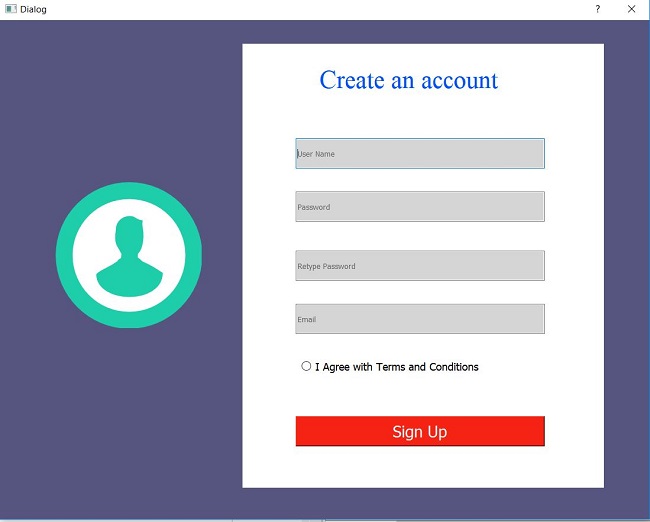 Dialog
?
Create an account
User Name
Password
Retype Password
Email
I Agree with Terms and Conditions
Sign Up